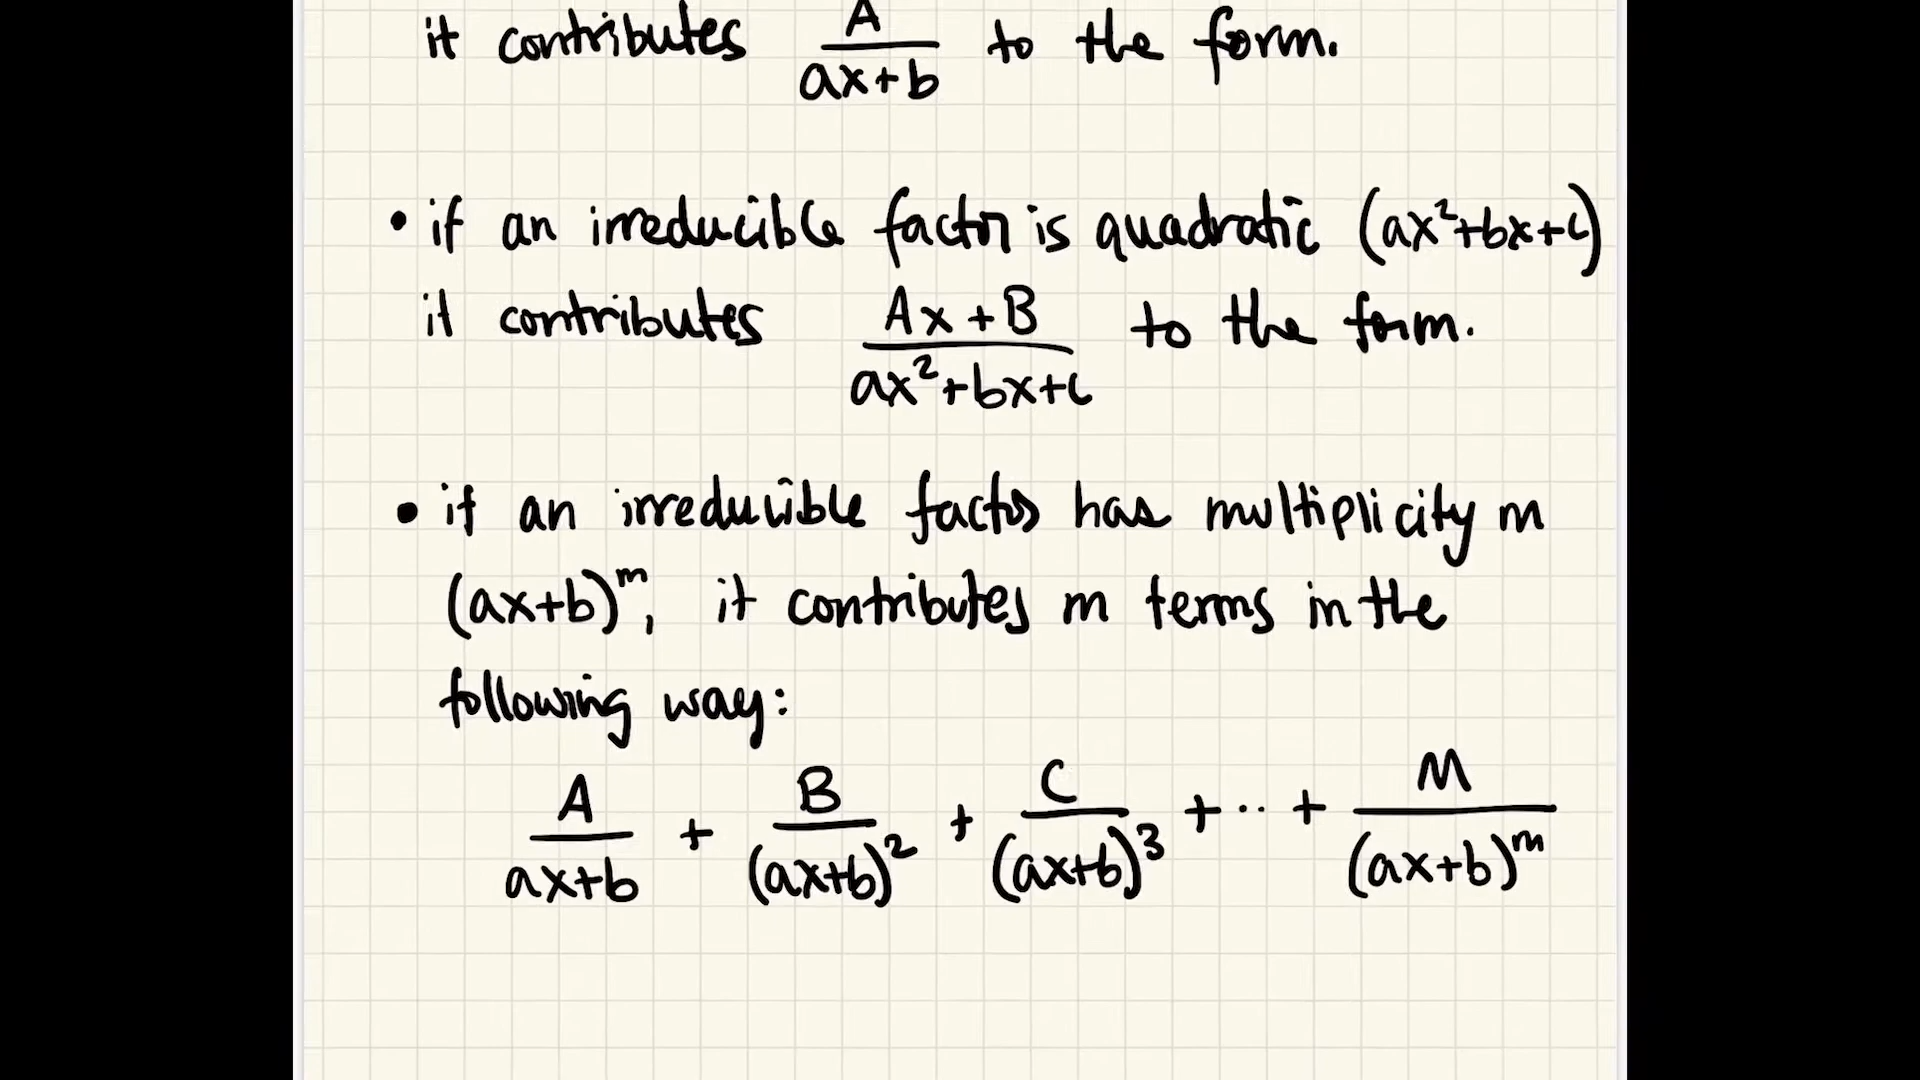 it contributes A/(ax+b) to the form.
• if an irreducible factor is quadratic (ax²+bx+c)
it contributes (Ax+B)/(ax²+bx+c) to the form.
• if an irreducible factor has multiplicity m
(ax+b)^m, it contributes m terms in the
following way:
A/(ax+b) + B/(ax+b)² + C/(ax+b)³ + ·· + M/(ax+b)^m